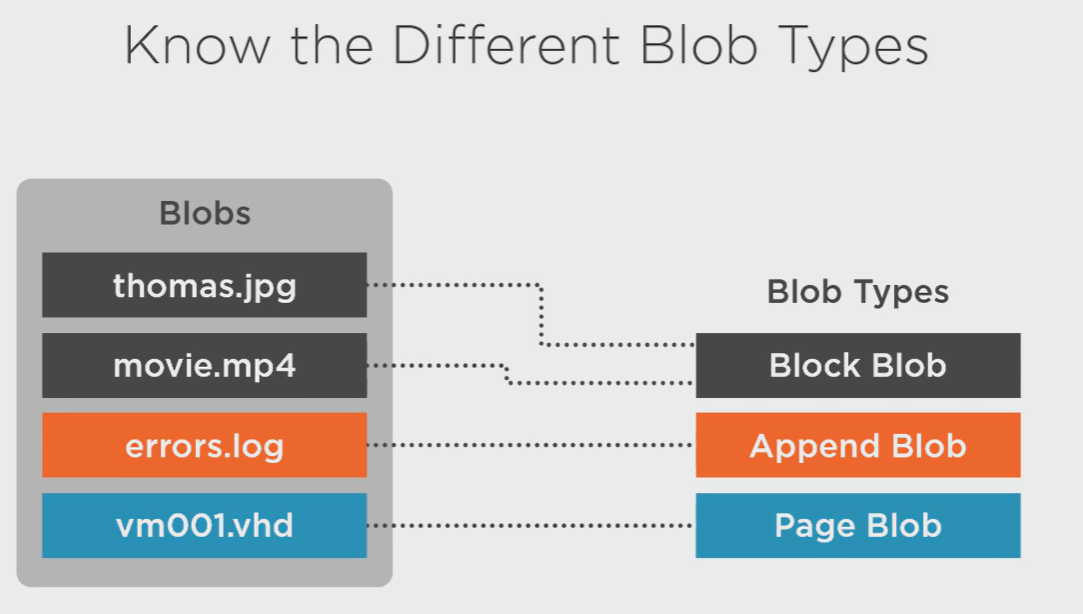 Know the Different Blob Types
Blobs
thomas.jpg
movie.mp4
errors.log
vm001.vhd
Blob Types
Block Blob
Append Blob
Page Blob